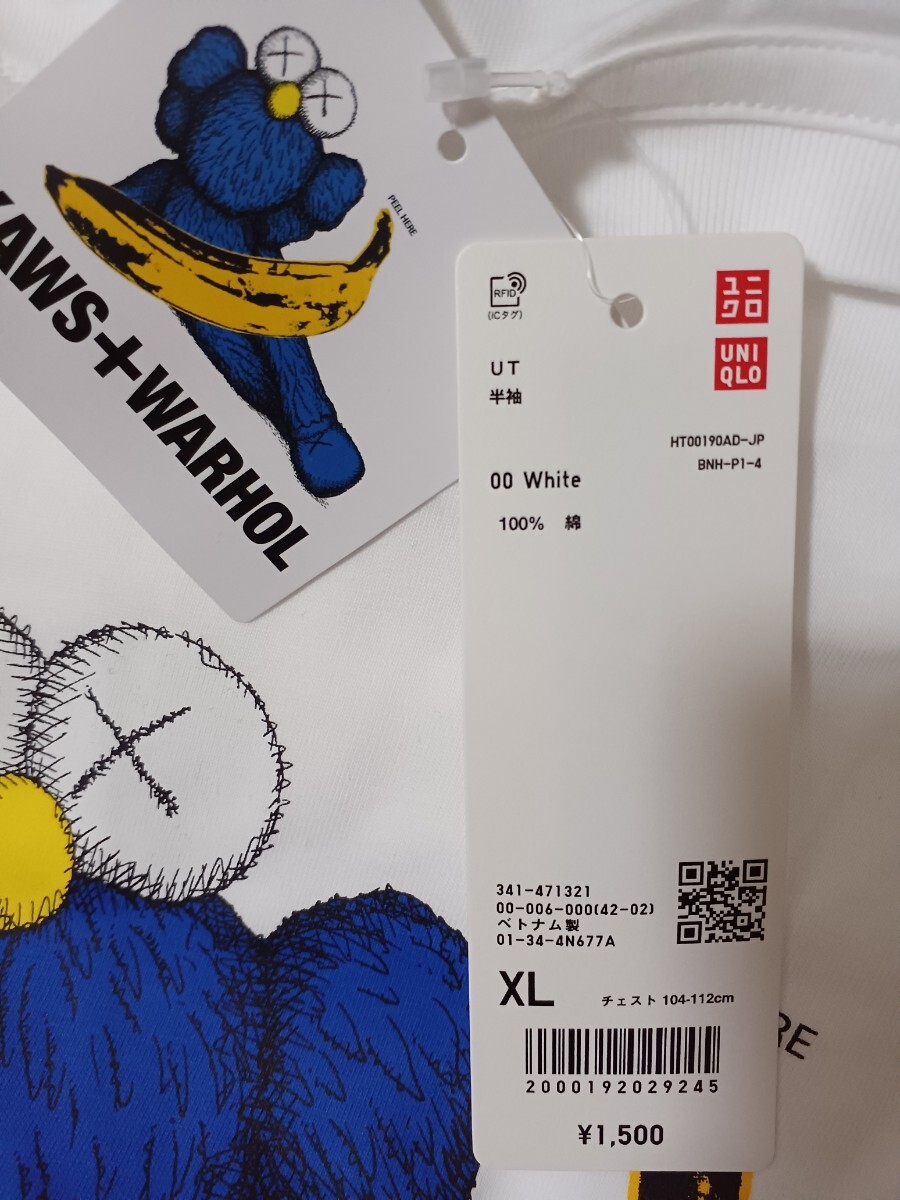 PEEL HERE
KAWS+WARHOL
RFID
(ICタグ)
ユニ
クロ
UNI
QLO
UT
半袖
HT00190AD-JP
BNH-P1-4
00 White
100% 綿
341-471321
00-006-000(42-02)
ベトナム製
01-34-4N677A
XL
チェスト 104-112cm
2000192029245
¥1,500
RE